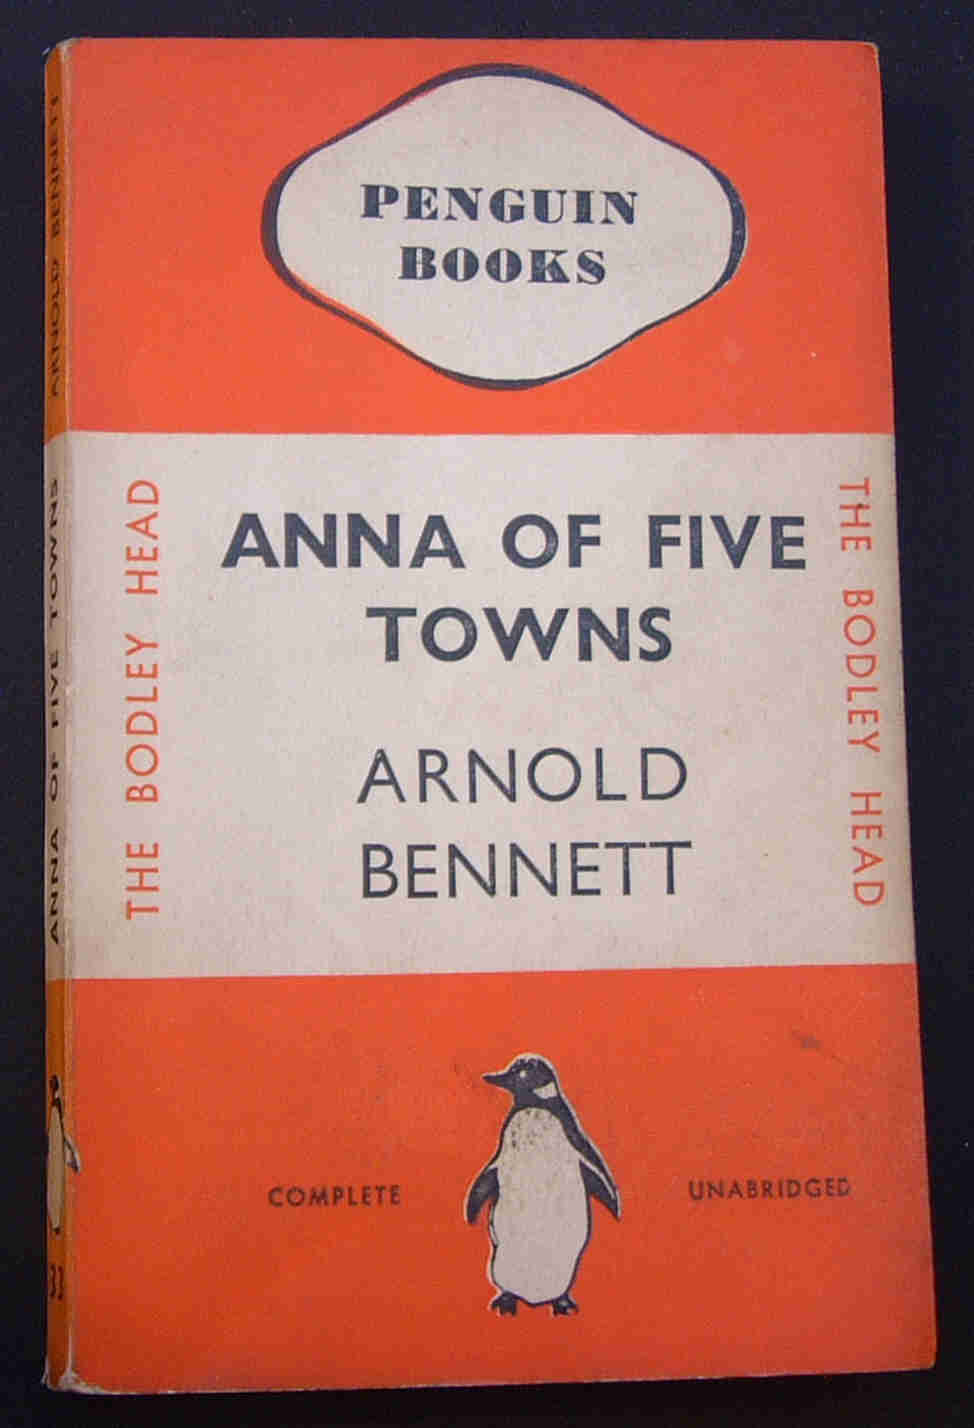 PENGUIN
BOOKS
THE BODLEY HEAD
ANNA OF FIVE
TOWNS
ARNOLD
BENNETT
THE BODLEY HEAD
COMPLETE
UNABRIDGED
ARNOLD BENNETT
ANNA OF FIVE TOWNS
33